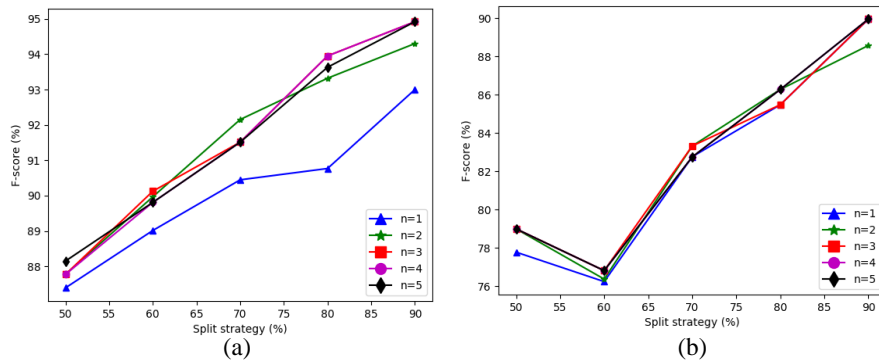 95
94
93
92
91
90
89
88
F-score (%)
50 55 60 65 70 75 80 85 90
Split strategy (%)
n=1
n=2
n=3
n=4
n=5
(a)
90
88
86
84
82
80
78
76
F-score (%)
50 55 60 65 70 75 80 85 90
Split strategy (%)
n=1
n=2
n=3
n=4
n=5
(b)